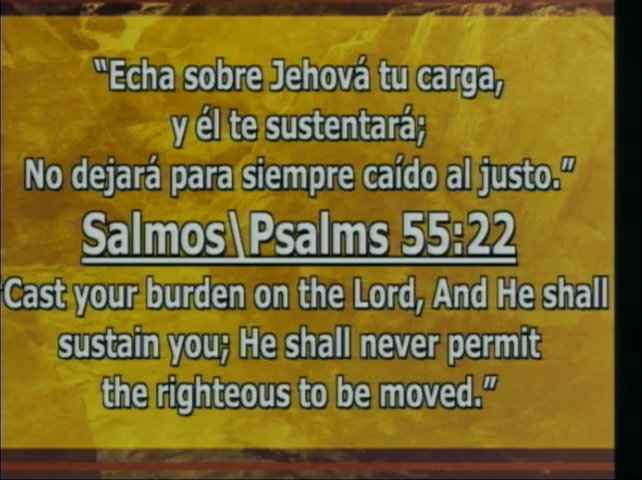 “Echa sobre Jehová tu carga,
y él te sustentará;
No dejará para siempre caído al justo.”
Salmos\Psalms 55:22
“Cast your burden on the Lord, And He shall
sustain you; He shall never permit
the righteous to be moved.”